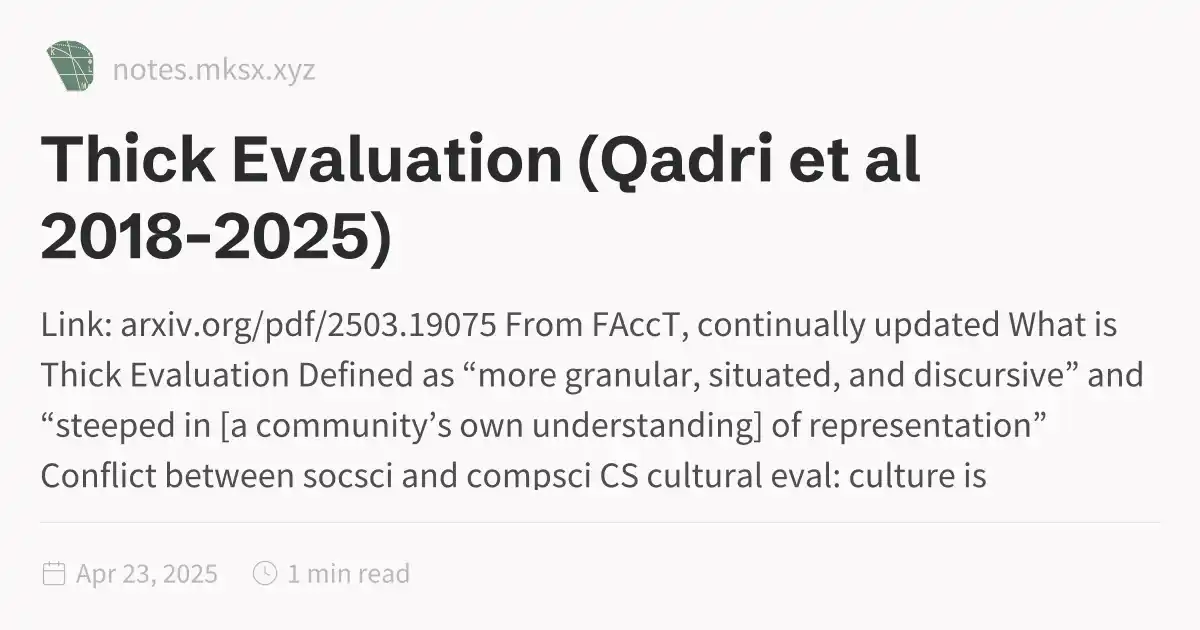 notes.mksx.xyz
Thick Evaluation (Qadri et al
2018-2025)
Link: arxiv.org/pdf/2503.19075 From FAccT, continually updated What is
Thick Evaluation Defined as “more granular, situated, and discursive” and
“steeped in [a community’s own understanding] of representation”
Conflict between socsci and compsci CS cultural eval: culture is
Apr 23, 2025 1 min read